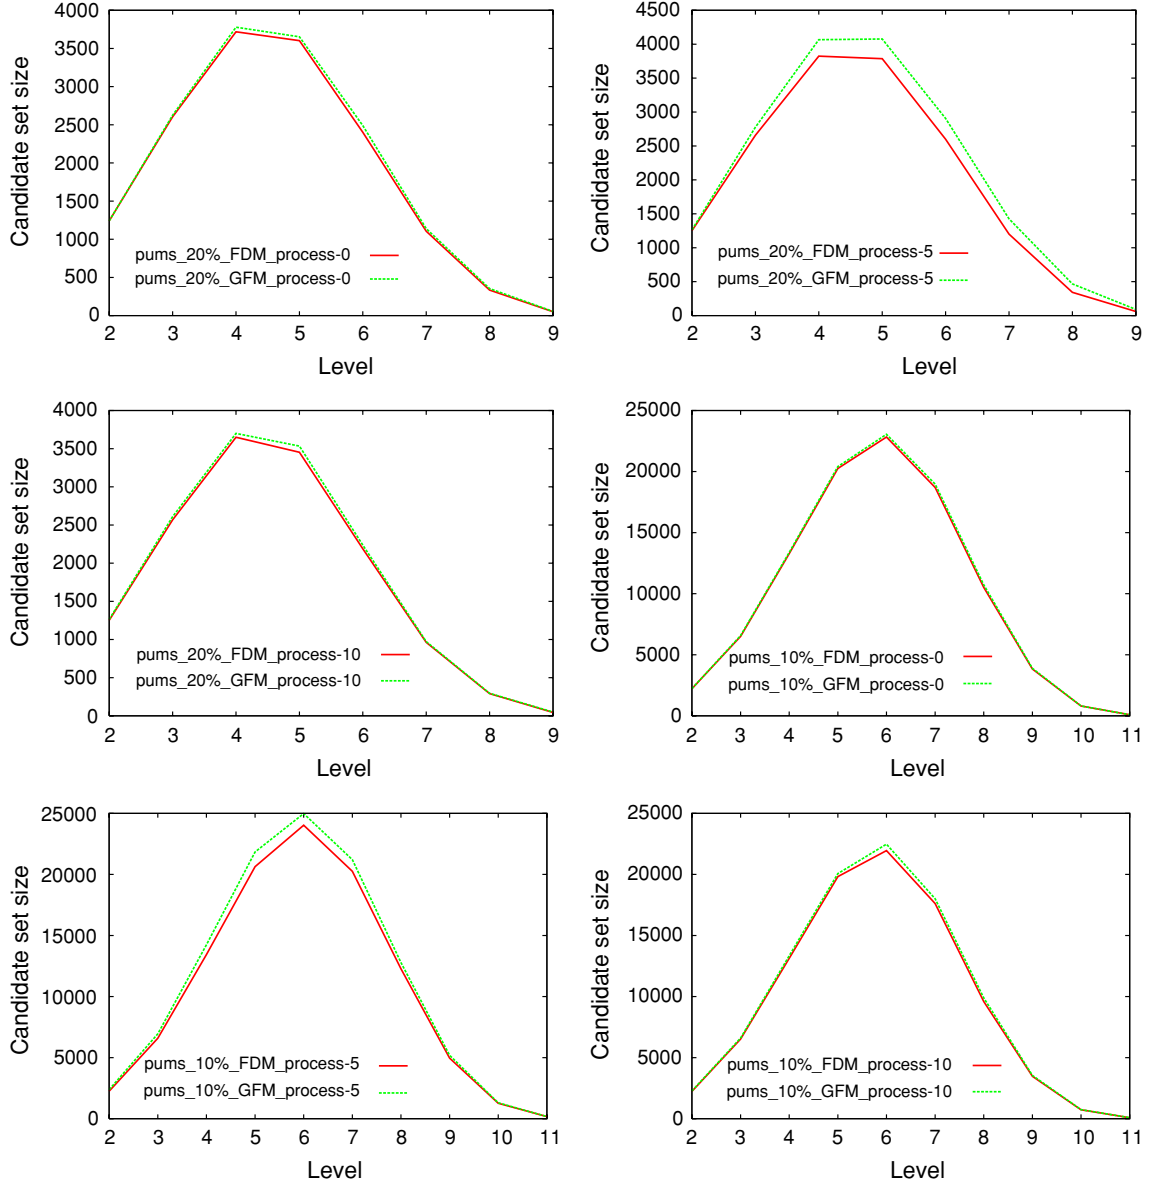 4000
3500
3000
2500
2000
1500
1000
500
0
2 3 4 5 6 7 8 9
Candidate set size
Level
pums_20%_FDM_process-0
pums_20%_GFM_process-0
4500
4000
3500
3000
2500
2000
1500
1000
500
0
2 3 4 5 6 7 8 9
Candidate set size
Level
pums_20%_FDM_process-5
pums_20%_GFM_process-5
4000
3500
3000
2500
2000
1500
1000
500
0
2 3 4 5 6 7 8 9
Candidate set size
Level
pums_20%_FDM_process-10
pums_20%_GFM_process-10
25000
20000
15000
10000
5000
0
2 3 4 5 6 7 8 9 10 11
Candidate set size
Level
pums_10%_FDM_process-0
pums_10%_GFM_process-0
25000
20000
15000
10000
5000
0
2 3 4 5 6 7 8 9 10 11
Candidate set size
Level
pums_10%_FDM_process-5
pums_10%_GFM_process-5
25000
20000
15000
10000
5000
0
2 3 4 5 6 7 8 9 10 11
Candidate set size
Level
pums_10%_FDM_process-10
pums_10%_GFM_process-10